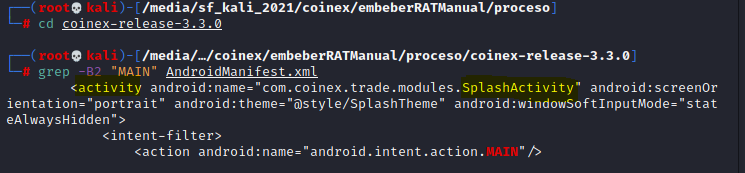 ┌──(root💀kali)-[/media/sf_kali_2021/coinex/embeberRATManual/proceso]
└─# cd coinex-release-3.3.0
┌──(root💀kali)-[/media/…/coinex/embeberRATManual/proceso/coinex-release-3.3.0]
└─# grep -B2 "MAIN" AndroidManifest.xml
<activity android:name="com.coinex.trade.modules.SplashActivity" android:screenOr
ientation="portrait" android:theme="@style/SplashTheme" android:windowSoftInputMode="stat
eAlwaysHidden">
<intent-filter>
<action android:name="android.intent.action.MAIN"/>